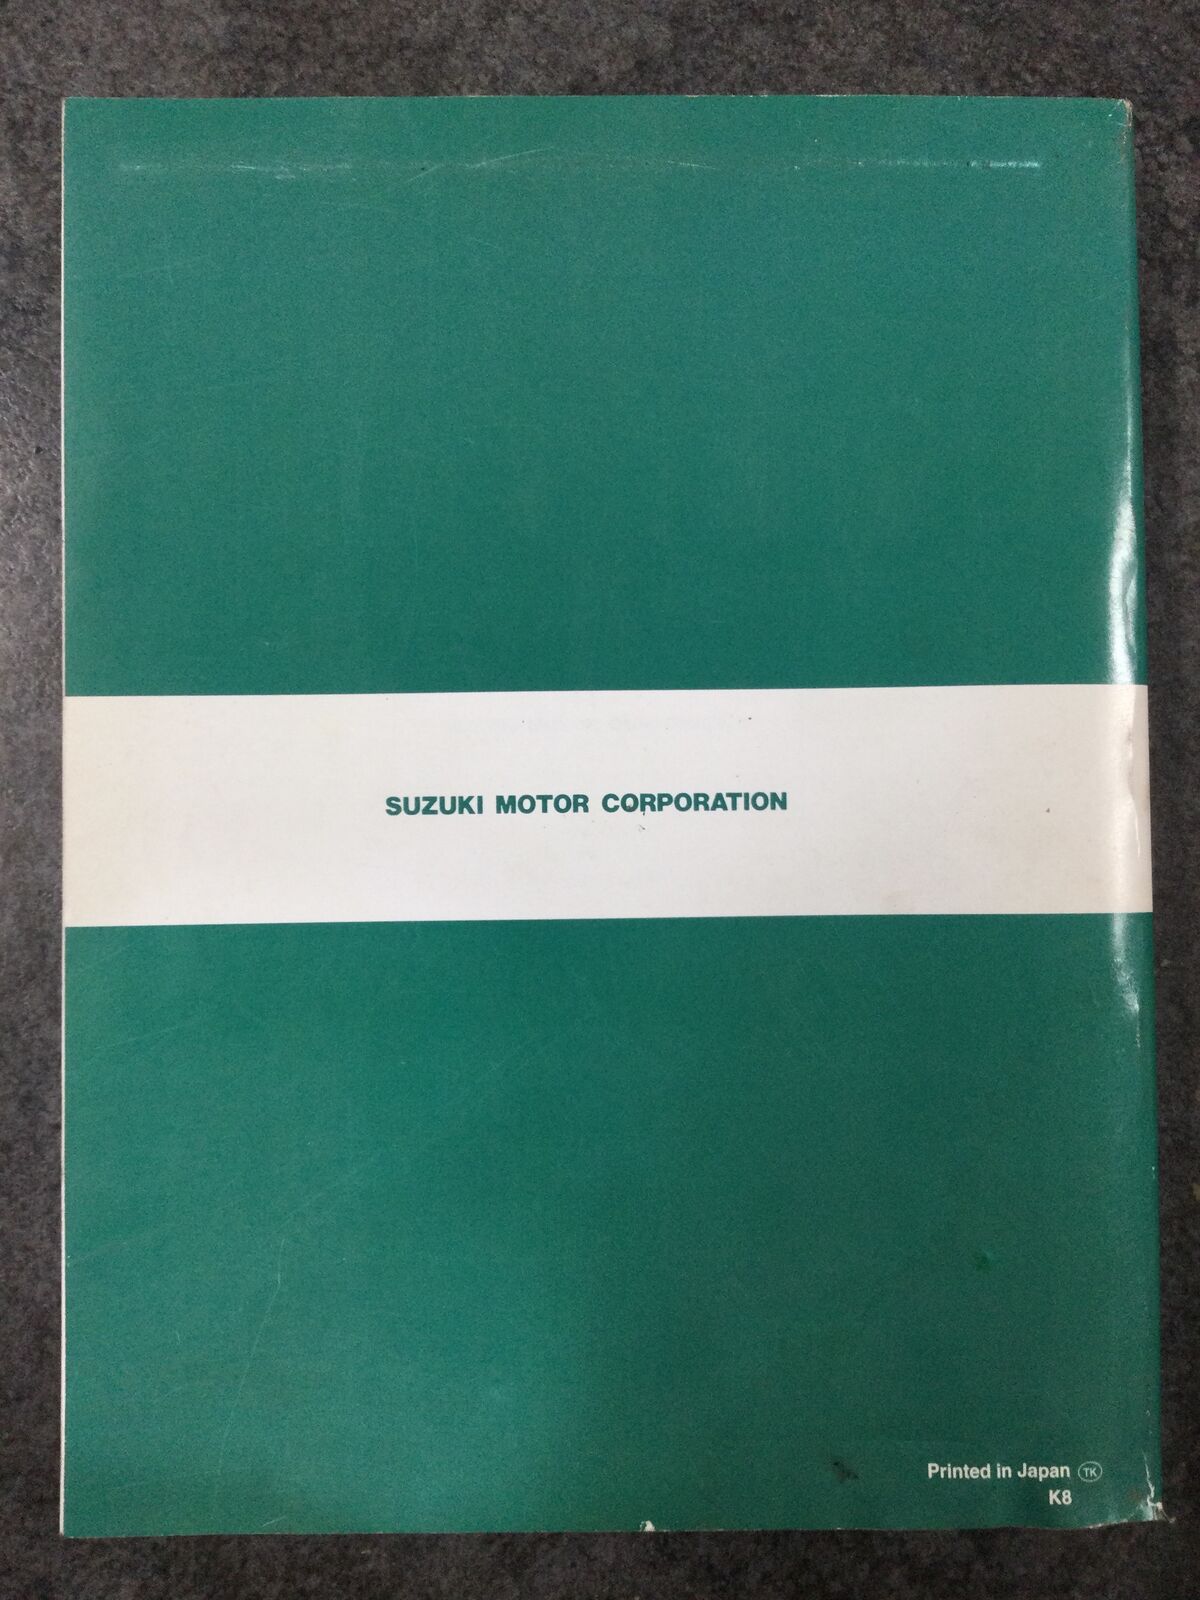 SUZUKI MOTOR CORPORATION
Printed in Japan TK
K8